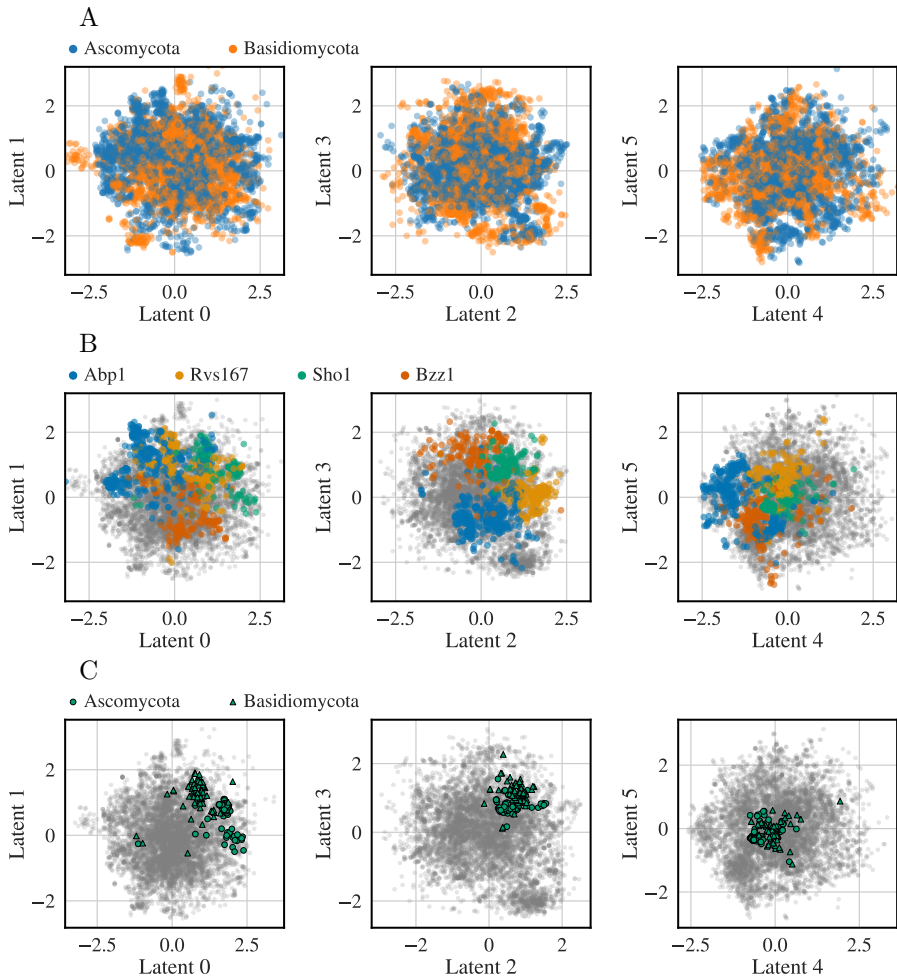 A
Ascomycota Basidiomycota
2
0
−2
Latent 1
−2.5 0.0 2.5
Latent 0
2
0
−2
Latent 3
−2.5 0.0 2.5
Latent 2
2
0
−2
Latent 5
−2.5 0.0 2.5
Latent 4
B
Abp1 Rvs167 Sho1 Bzz1
2
0
−2
Latent 1
−2.5 0.0 2.5
Latent 0
2
0
−2
Latent 3
−2.5 0.0 2.5
Latent 2
2
0
−2
Latent 5
−2.5 0.0 2.5
Latent 4
C
Ascomycota Basidiomycota
2
0
−2
Latent 1
−2.5 0.0 2.5
Latent 0
2
0
−2
Latent 3
−2 0 2
Latent 2
2
0
−2
Latent 5
−2.5 0.0 2.5
Latent 4